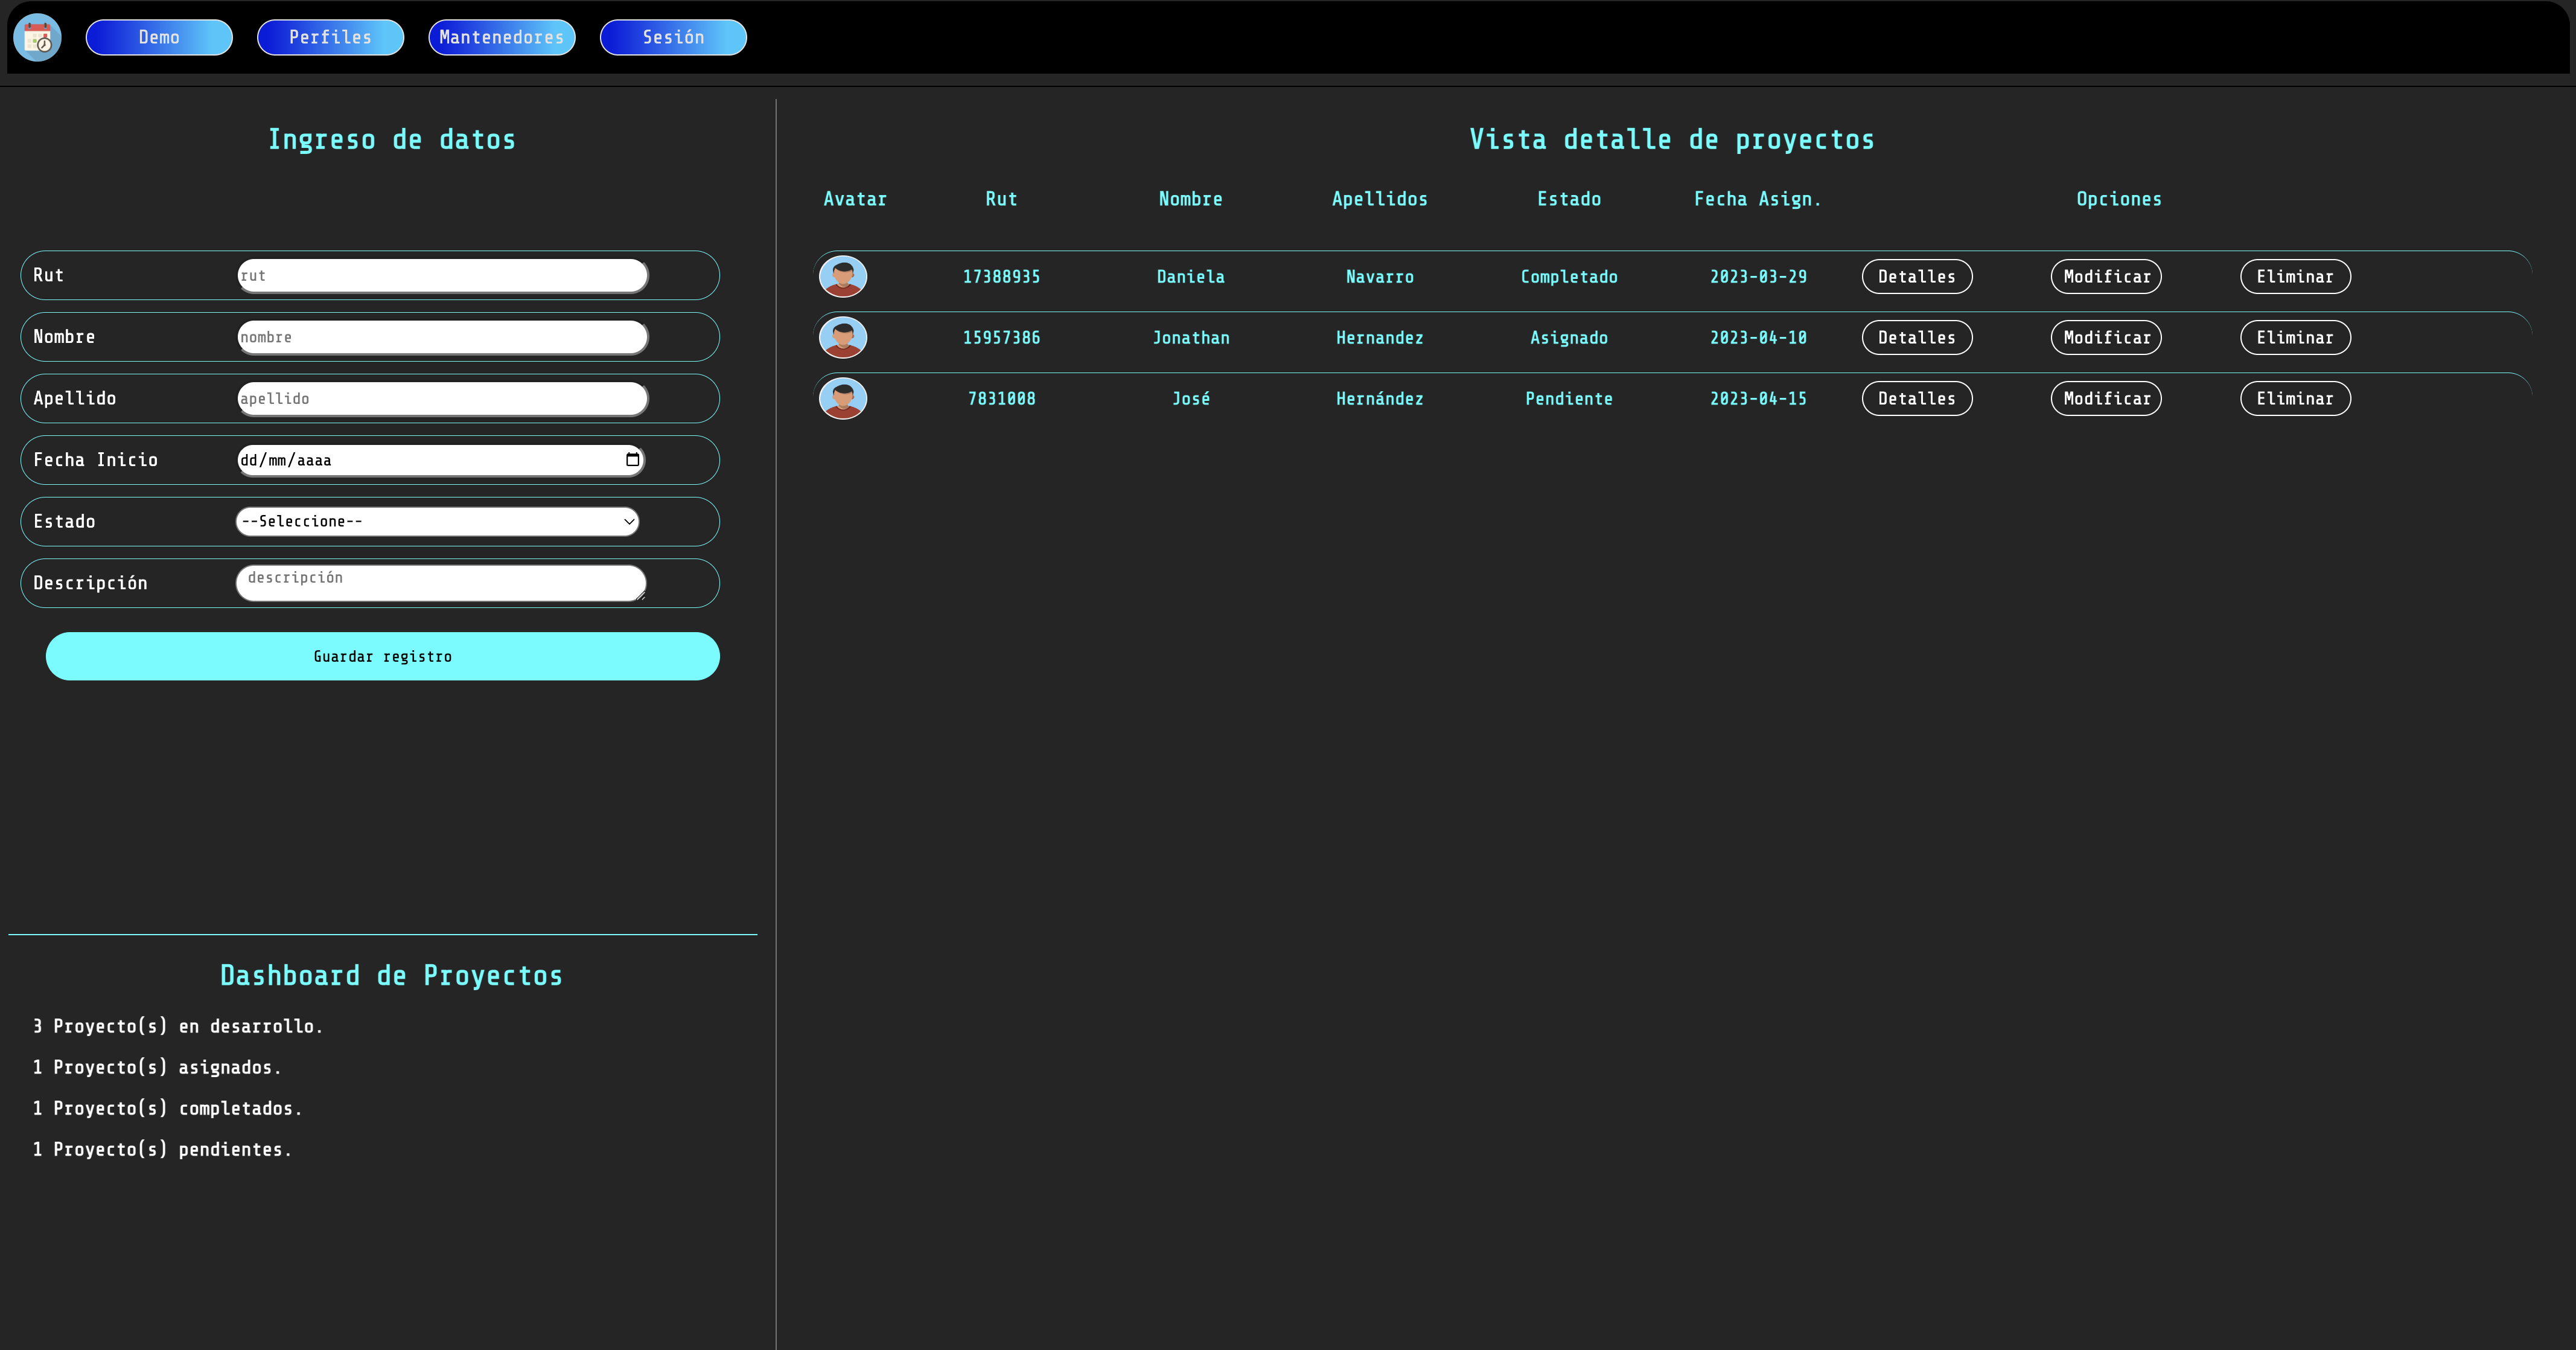 Demo Perfiles Mantenedores Sesión
Ingreso de datos
Rut rut
Nombre nombre
Apellido apellido
Fecha Inicio dd/mm/aaaa
Estado --Seleccione--
Descripción descripción
Guardar registro
Dashboard de Proyectos
3 Proyecto(s) en desarrollo.
1 Proyecto(s) asignados.
1 Proyecto(s) completados.
1 Proyecto(s) pendientes.
Vista detalle de proyectos
Avatar Rut Nombre Apellidos Estado Fecha Asign. Opciones
17388935 Daniela Navarro Completado 2023-03-29 Detalles Modificar Eliminar
15957386 Jonathan Hernandez Asignado 2023-04-10 Detalles Modificar Eliminar
7831008 José Hernández Pendiente 2023-04-15 Detalles Modificar Eliminar